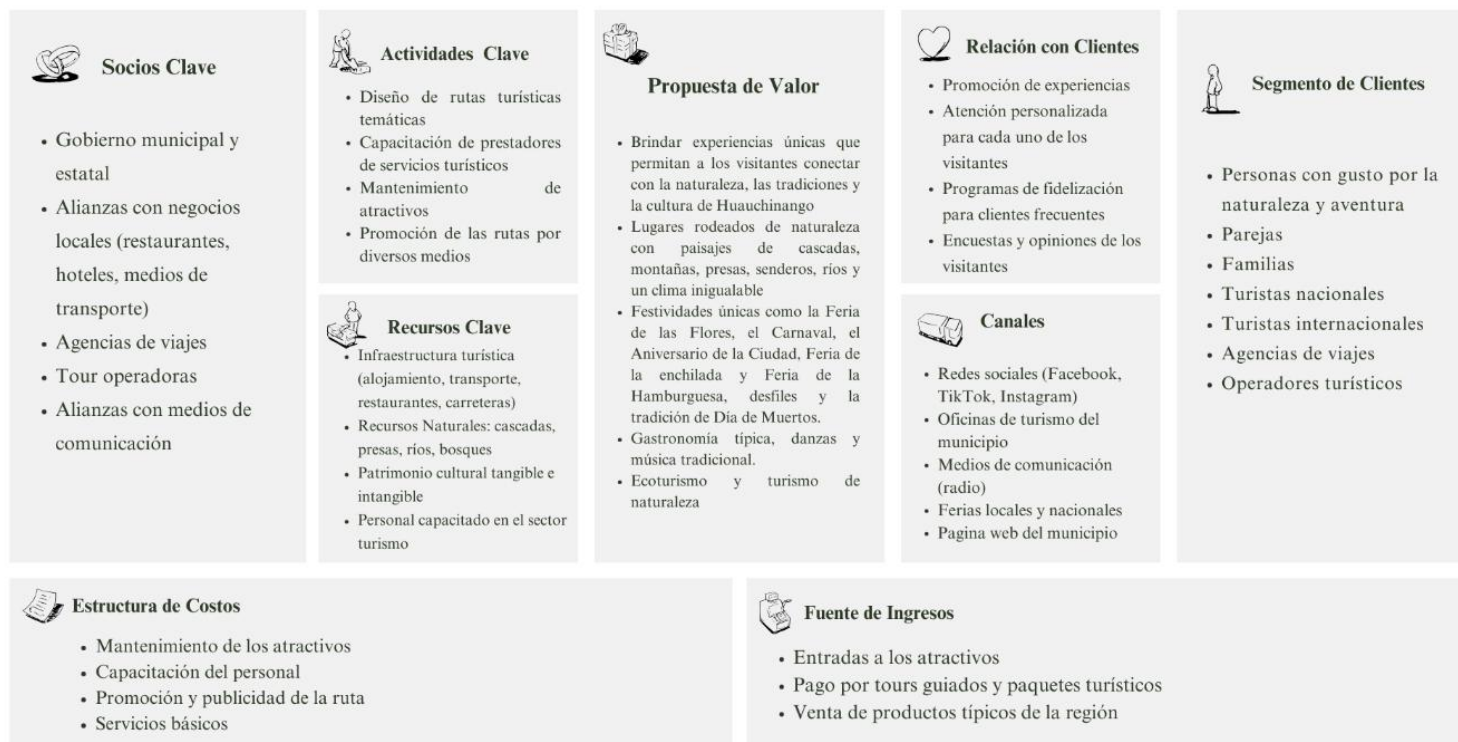 Socios Clave
• Gobierno municipal y
estatal
• Alianzas con negocios
locales (restaurantes,
hoteles, medios de
transporte)
• Agencias de viajes
• Tour operadoras
• Alianzas con medios de
comunicación
Actividades Clave
• Diseño de rutas turísticas
temáticas
• Capacitación de prestadores
de servicios turísticos
• Mantenimiento de
atractivos
• Promoción de las rutas por
diversos medios
Recursos Clave
• Infraestructura turística
(alojamiento, transporte,
restaurantes, carreteras)
• Recursos Naturales: cascadas,
presas, ríos, bosques
• Patrimonio cultural tangible e
intangible
• Personal capacitado en el sector
turismo
Propuesta de Valor
• Brindar experiencias únicas que
permitan a los visitantes conectar
con la naturaleza, las tradiciones y
la cultura de Huauchinango
• Lugares rodeados de naturaleza
con paisajes de cascadas,
montañas, presas, senderos, ríos y
un clima inigualable
• Festividades únicas como la Feria
de las Flores, el Carnaval, el
Aniversario de la Ciudad, Feria de
la enchilada y Feria de la
Hamburguesa, desfiles y la
tradición de Día de Muertos.
• Gastronomía típica, danzas y
música tradicional.
• Ecoturismo y turismo de
naturaleza
Relación con Clientes
• Promoción de experiencias
• Atención personalizada
para cada uno de los
visitantes
• Programas de fidelización
para clientes frecuentes
• Encuestas y opiniones de los
visitantes
Canales
• Redes sociales (Facebook,
TikTok, Instagram)
• Oficinas de turismo del
municipio
• Medios de comunicación
(radio)
• Ferias locales y nacionales
• Pagina web del municipio
Segmento de Clientes
• Personas con gusto por la
naturaleza y aventura
• Parejas
• Familias
• Turistas nacionales
• Turistas internacionales
• Agencias de viajes
• Operadores turísticos
Estructura de Costos
• Mantenimiento de los atractivos
• Capacitación del personal
• Promoción y publicidad de la ruta
• Servicios básicos
Fuente de Ingresos
• Entradas a los atractivos
• Pago por tours guiados y paquetes turísticos
• Venta de productos típicos de la región